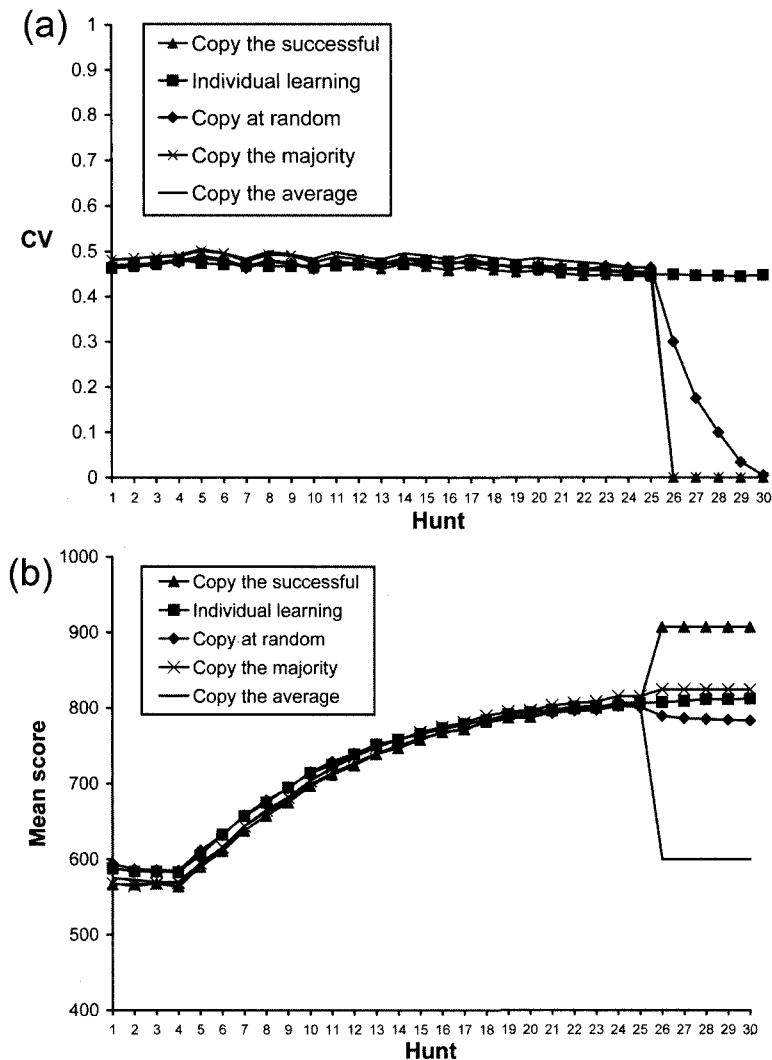 (a)
1
0.9
0.8
0.7
0.6
0.5
0.4
0.3
0.2
0.1
0
CV
Copy the successful
Individual learning
Copy at random
Copy the majority
Copy the average
1 2 3 4 5 6 7 8 9 10 11 12 13 14 15 16 17 18 19 20 21 22 23 24 25 26 27 28 29 30
Hunt
(b)
1000
900
800
700
600
500
400
Mean score
Copy the successful
Individual learning
Copy at random
Copy the majority
Copy the average
1 2 3 4 5 6 7 8 9 10 11 12 13 14 15 16 17 18 19 20 21 22 23 24 25 26 27 28 29 30
Hunt